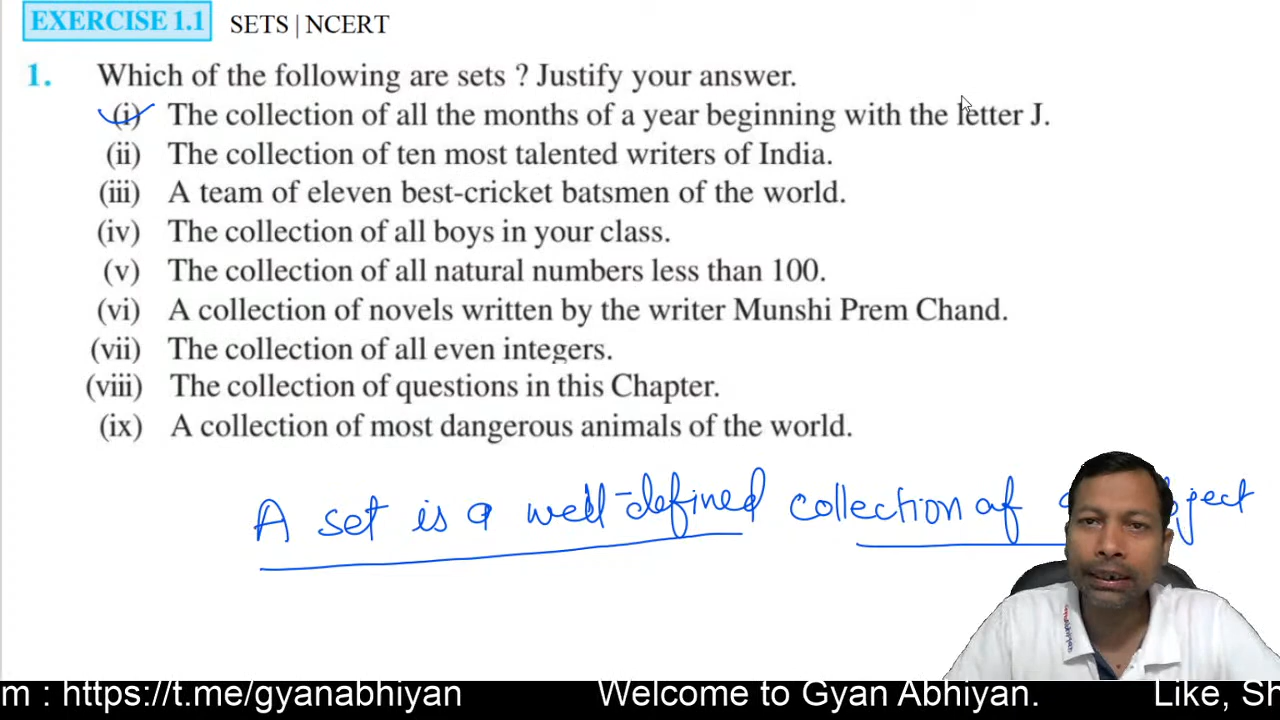 EXERCISE 1.1 SETS | NCERT
1. Which of the following are sets ? Justify your answer.
(i) The collection of all the months of a year beginning with the letter J.
(ii) The collection of ten most talented writers of India.
(iii) A team of eleven best-cricket batsmen of the world.
(iv) The collection of all boys in your class.
(v) The collection of all natural numbers less than 100.
(vi) A collection of novels written by the writer Munshi Prem Chand.
(vii) The collection of all even integers.
(viii) The collection of questions in this Chapter.
(ix) A collection of most dangerous animals of the world.
A set is a well-defined collection of
m : https://t.me/gyanabhiyan Welcome to Gyan Abhiyan. Like, Sh